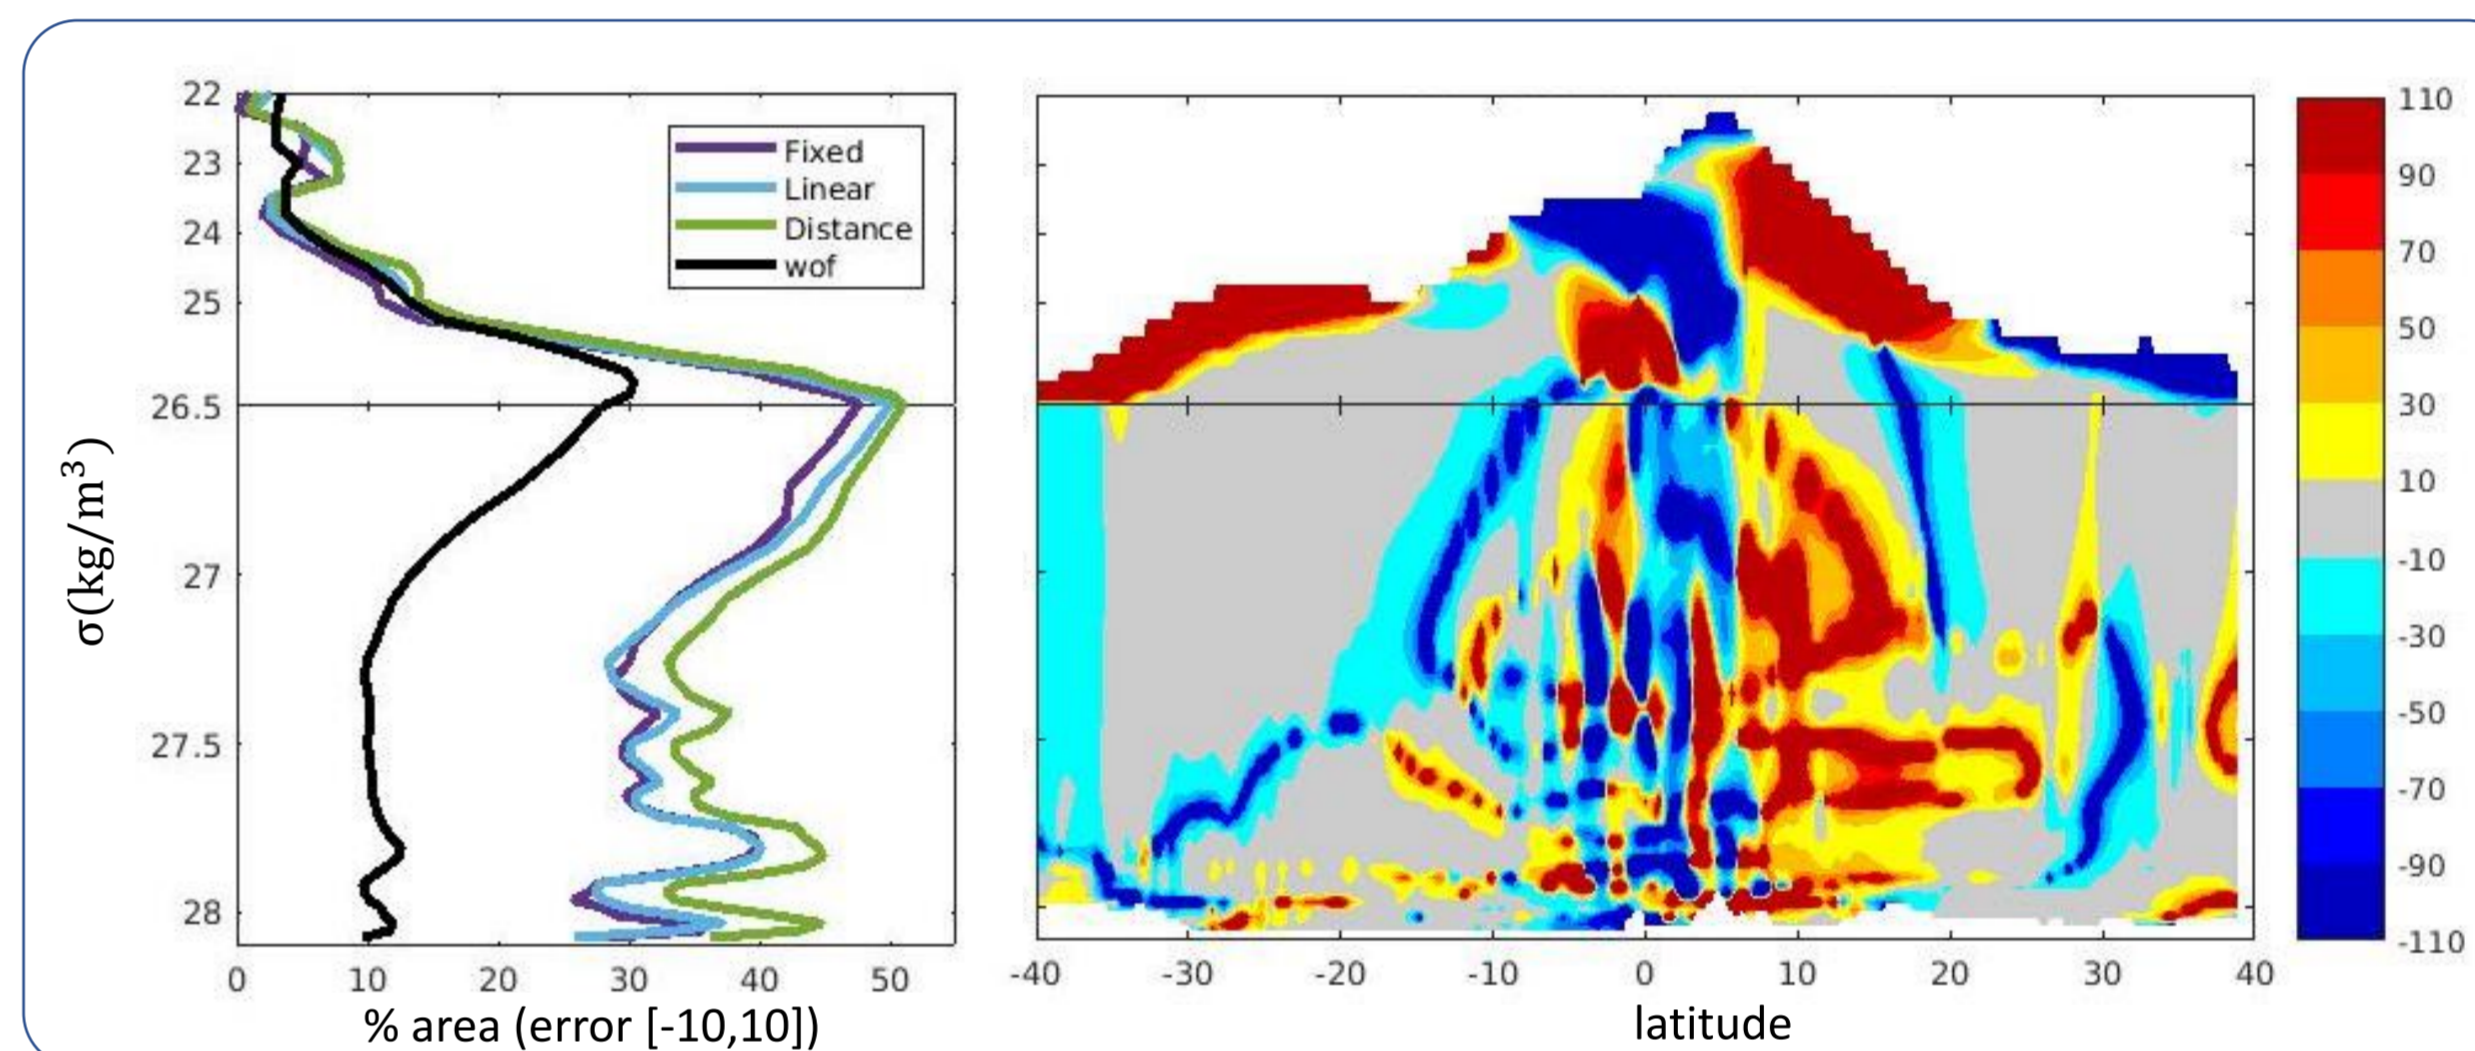 22
23
24
25
26.5
27
27.5
28
σ(kg/m³)
0 10 20 30 40 50
% area (error [-10,10])
Fixed
Linear
Distance
wof
-40 -30 -20 -10 0 10 20 30 40
latitude
110
90
70
50
30
10
-10
-30
-50
-70
-90
-110